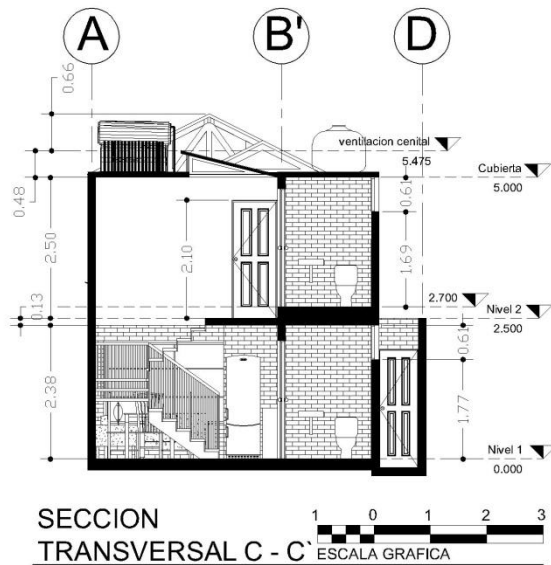 A B' D
0.66
ventilacion cenital
5.475
Cubierta
5.000
0.48
0.61
2.50
2.10
1.69
2.700
0.13
Nivel 2
2.500
0.61
2.38
1.77
Nivel 1
0.000
SECCION
TRANSVERSAL C - C`
1 0 1 2 3
ESCALA GRAFICA